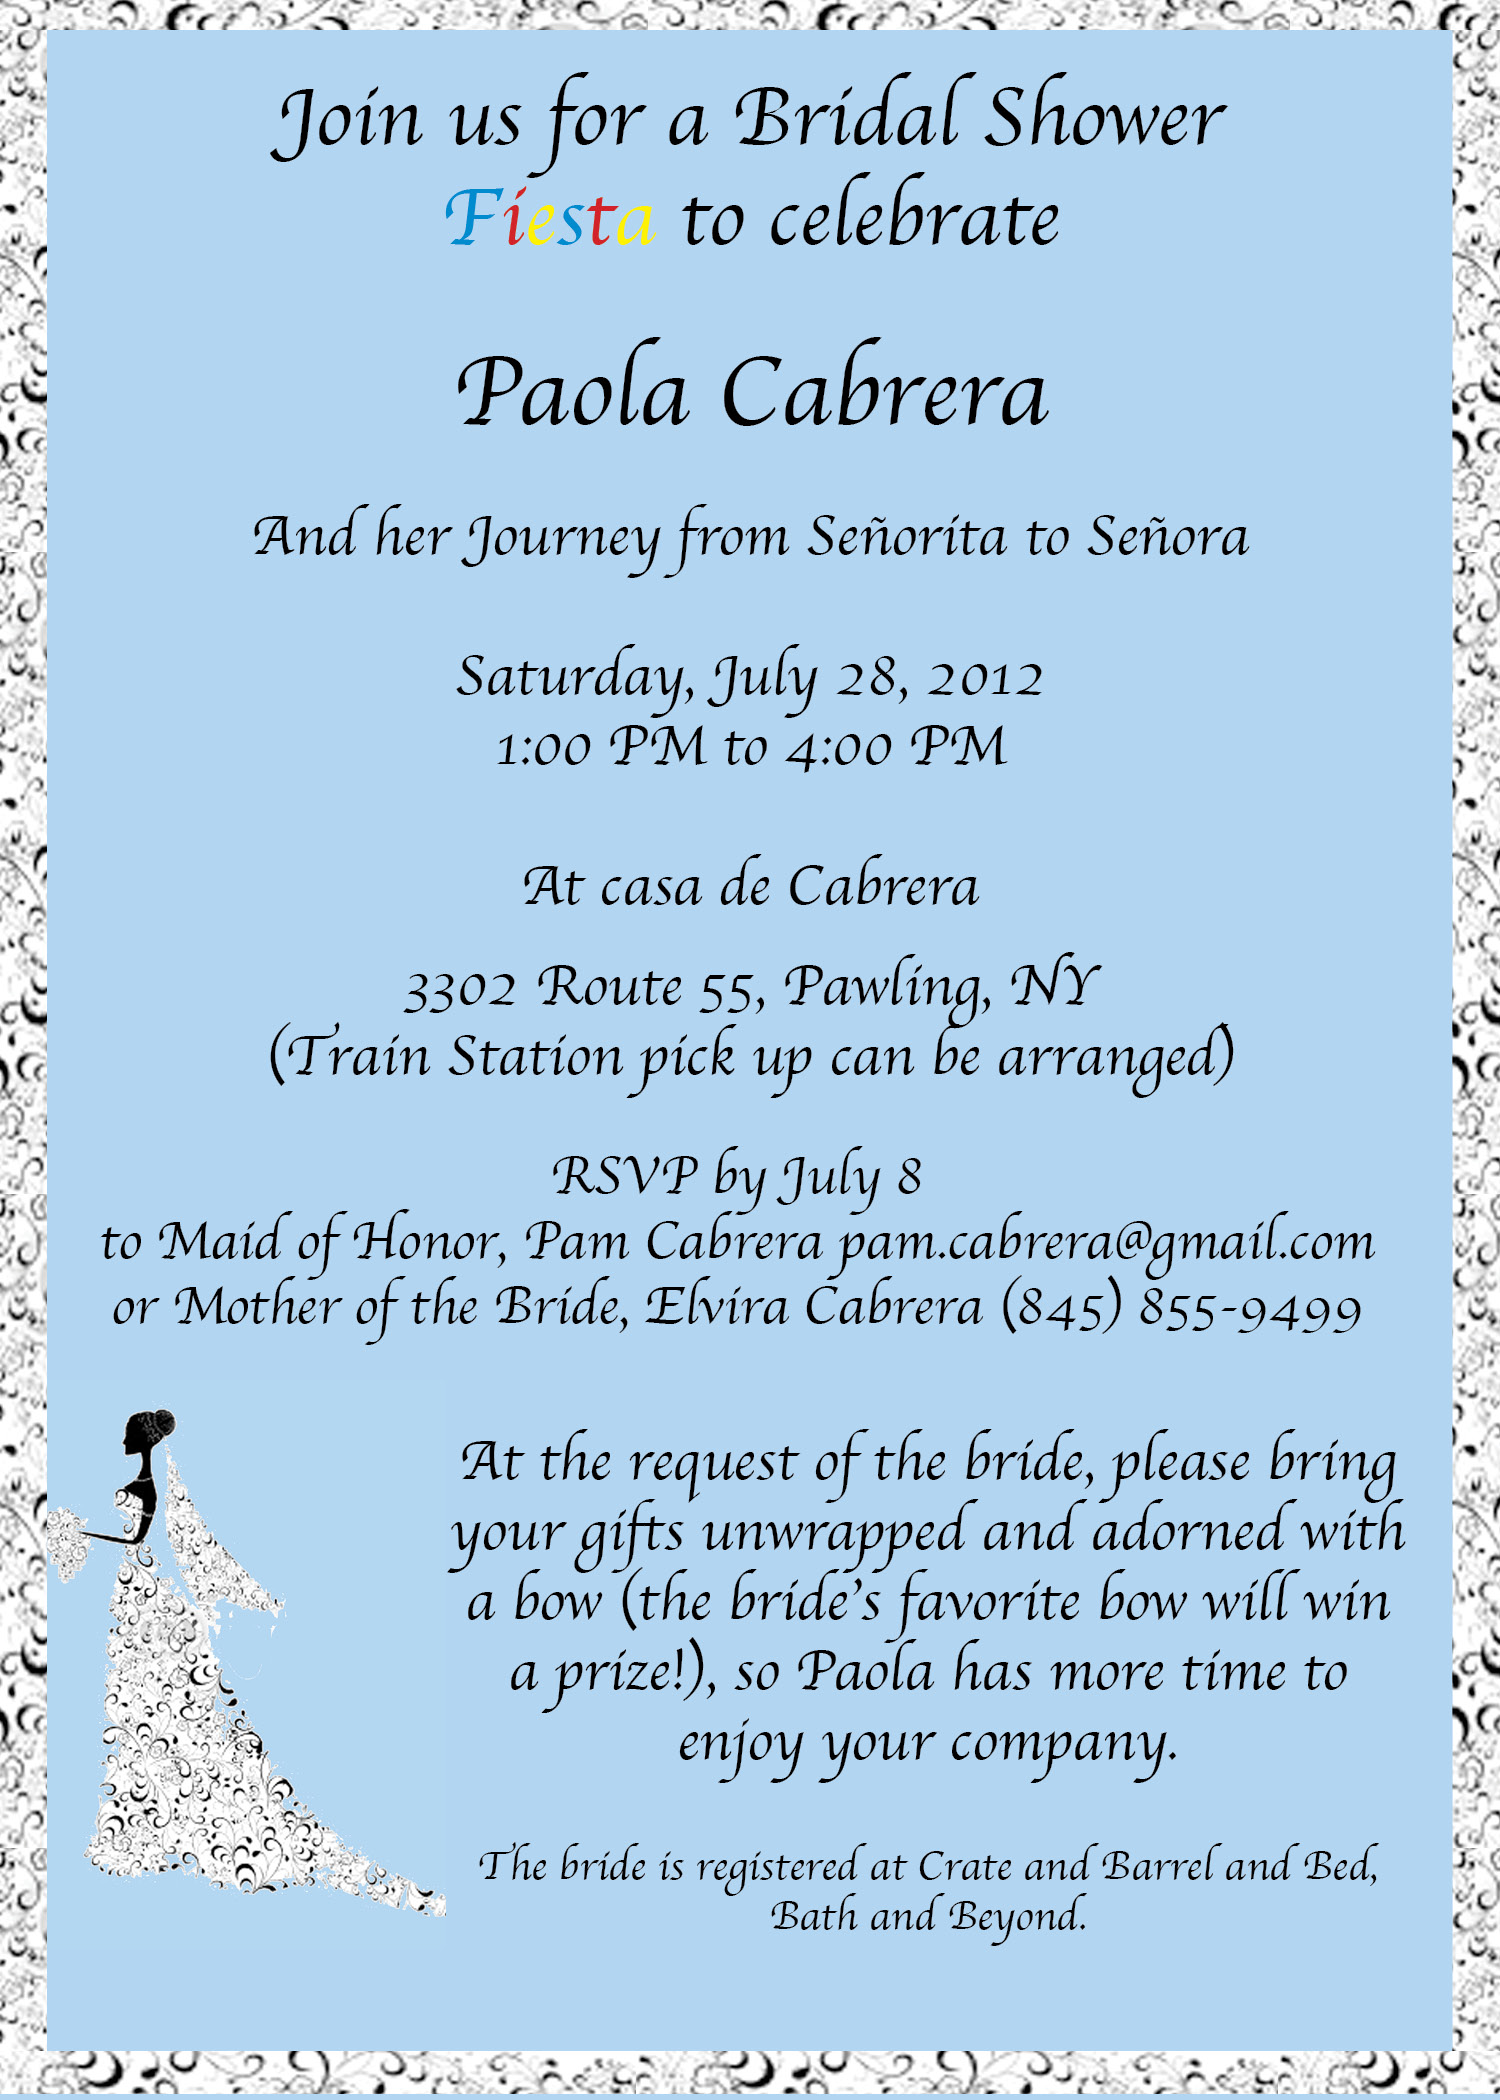 Join us for a Bridal Shower
Fiesta to celebrate
Paola Cabrera
And her Journey from Señorita to Señora
Saturday, July 28, 2012
1:00 PM to 4:00 PM
At casa de Cabrera
3302 Route 55, Pawling, NY
(Train Station pick up can be arranged)
RSVP by July 8
to Maid of Honor, Pam Cabrera pam.cabrera@gmail.com
or Mother of the Bride, Elvira Cabrera (845) 855-9499
At the request of the bride, please bring
your gifts unwrapped and adorned with
a bow (the bride's favorite bow will win
a prize!), so Paola has more time to
enjoy your company.
The bride is registered at Crate and Barrel and Bed,
Bath and Beyond.